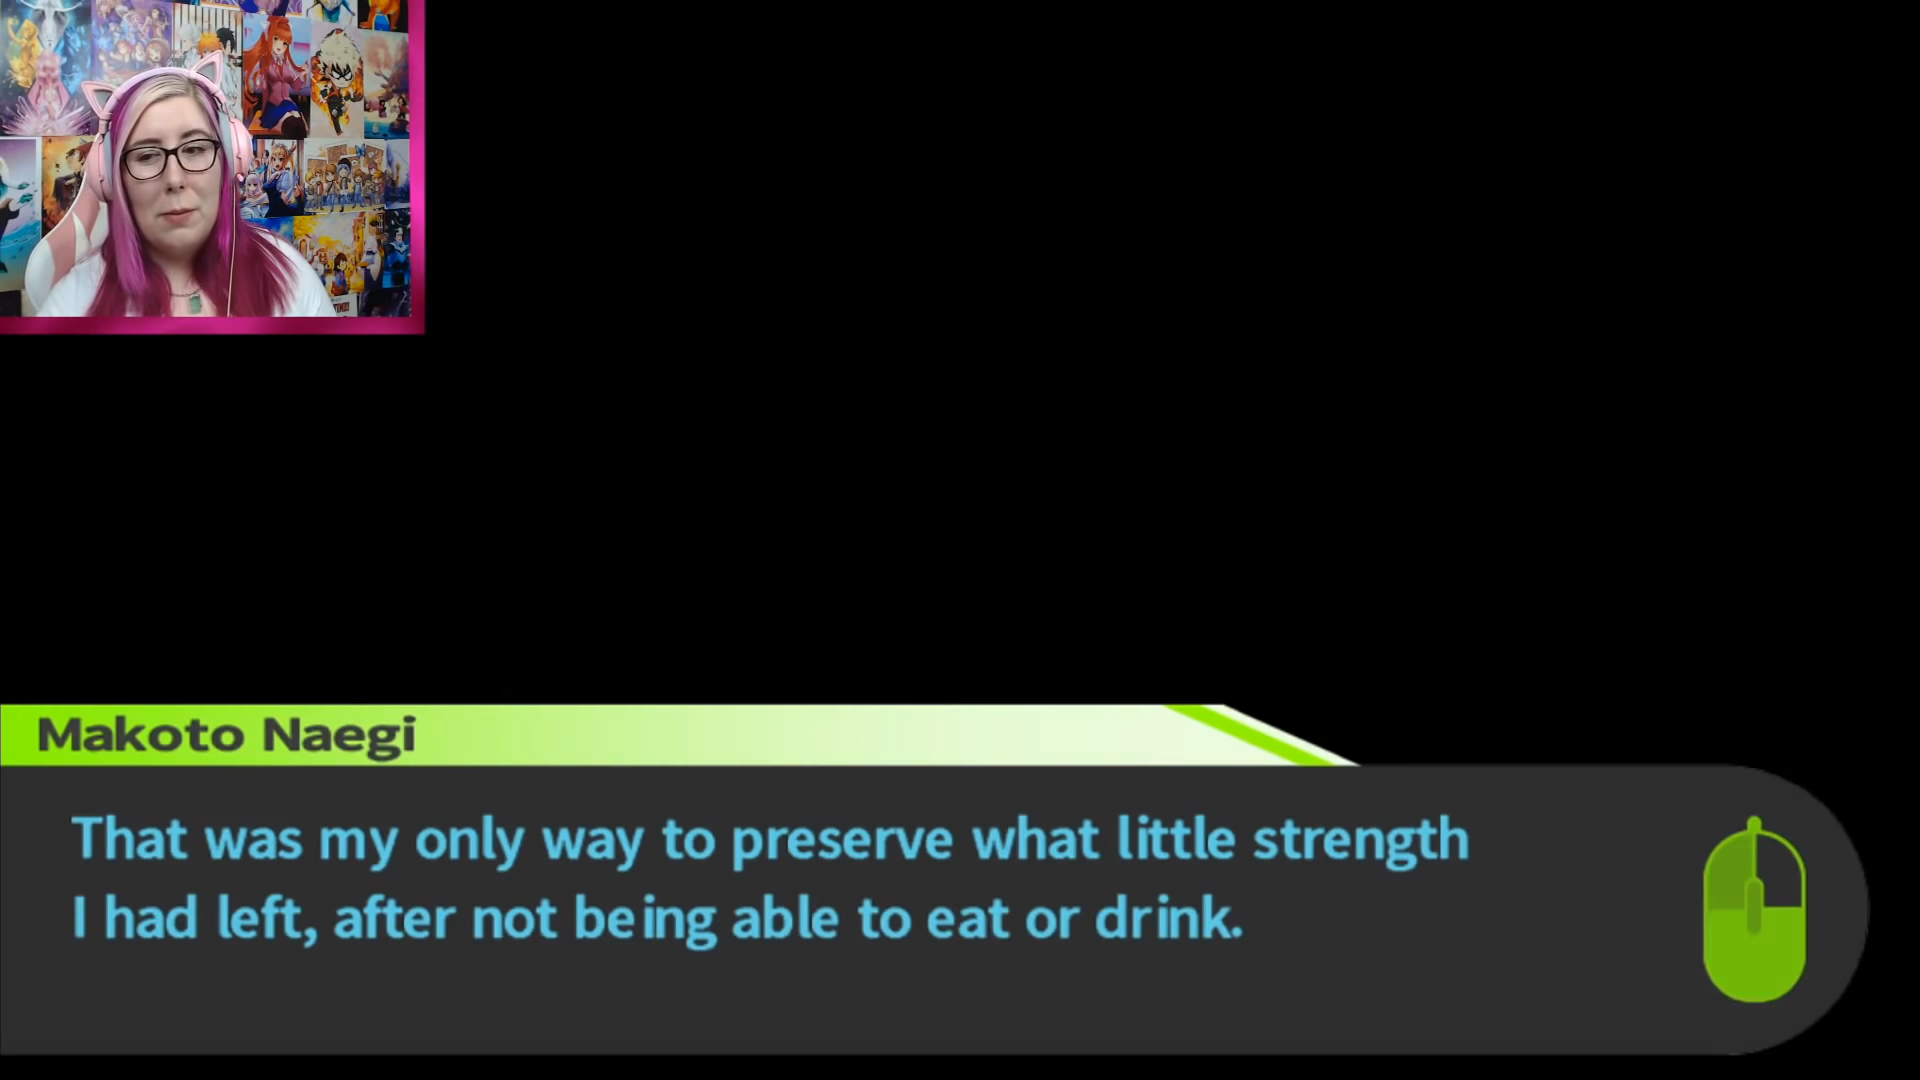 Makoto Naegi
That was my only way to preserve what little strength
I had left, after not being able to eat or drink.